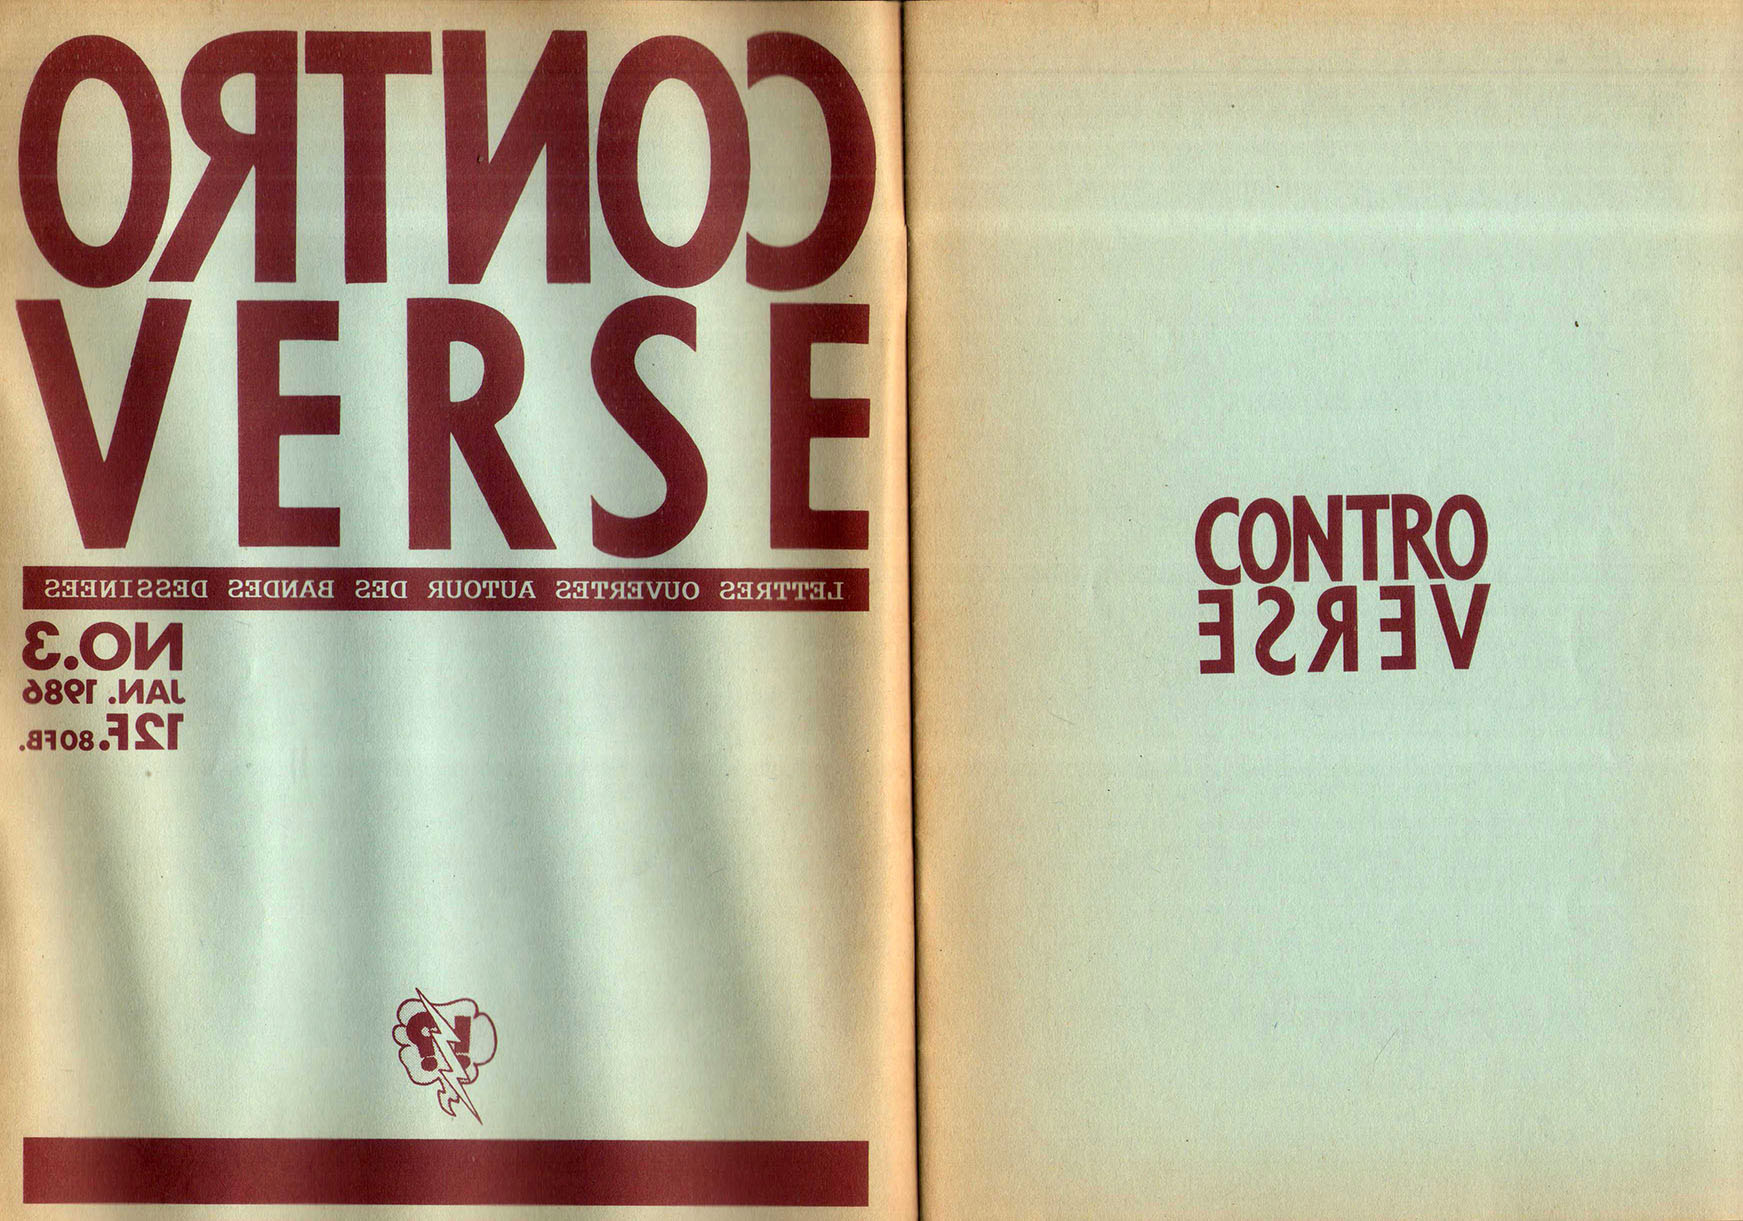 CONTRO
VERSE
LETTRES OUVERTES AUTOUR DES BANDES DESSINEES
NO.3
JAN. 1986
12F. 80FB.
?!
CONTRO
VERSE